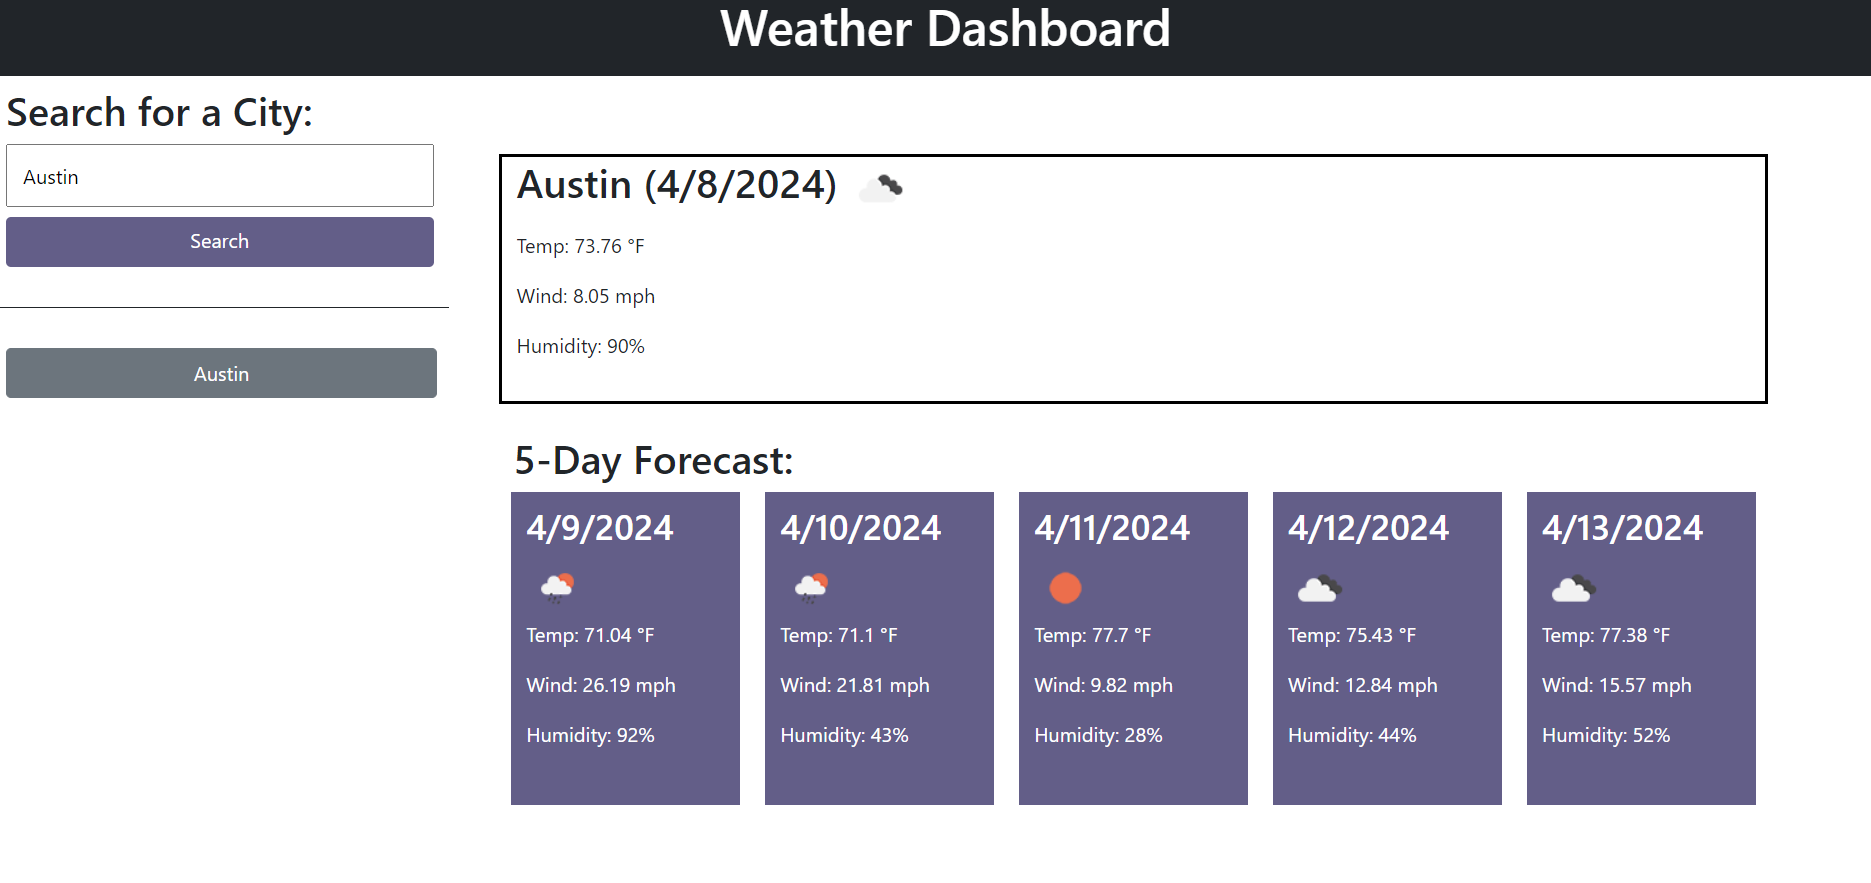 Weather Dashboard
Search for a City:
Austin
Search
Austin
Austin (4/8/2024)
Temp: 73.76 °F
Wind: 8.05 mph
Humidity: 90%
5-Day Forecast:
4/9/2024
Temp: 71.04 °F
Wind: 26.19 mph
Humidity: 92%
4/10/2024
Temp: 71.1 °F
Wind: 21.81 mph
Humidity: 43%
4/11/2024
Temp: 77.7 °F
Wind: 9.82 mph
Humidity: 28%
4/12/2024
Temp: 75.43 °F
Wind: 12.84 mph
Humidity: 44%
4/13/2024
Temp: 77.38 °F
Wind: 15.57 mph
Humidity: 52%